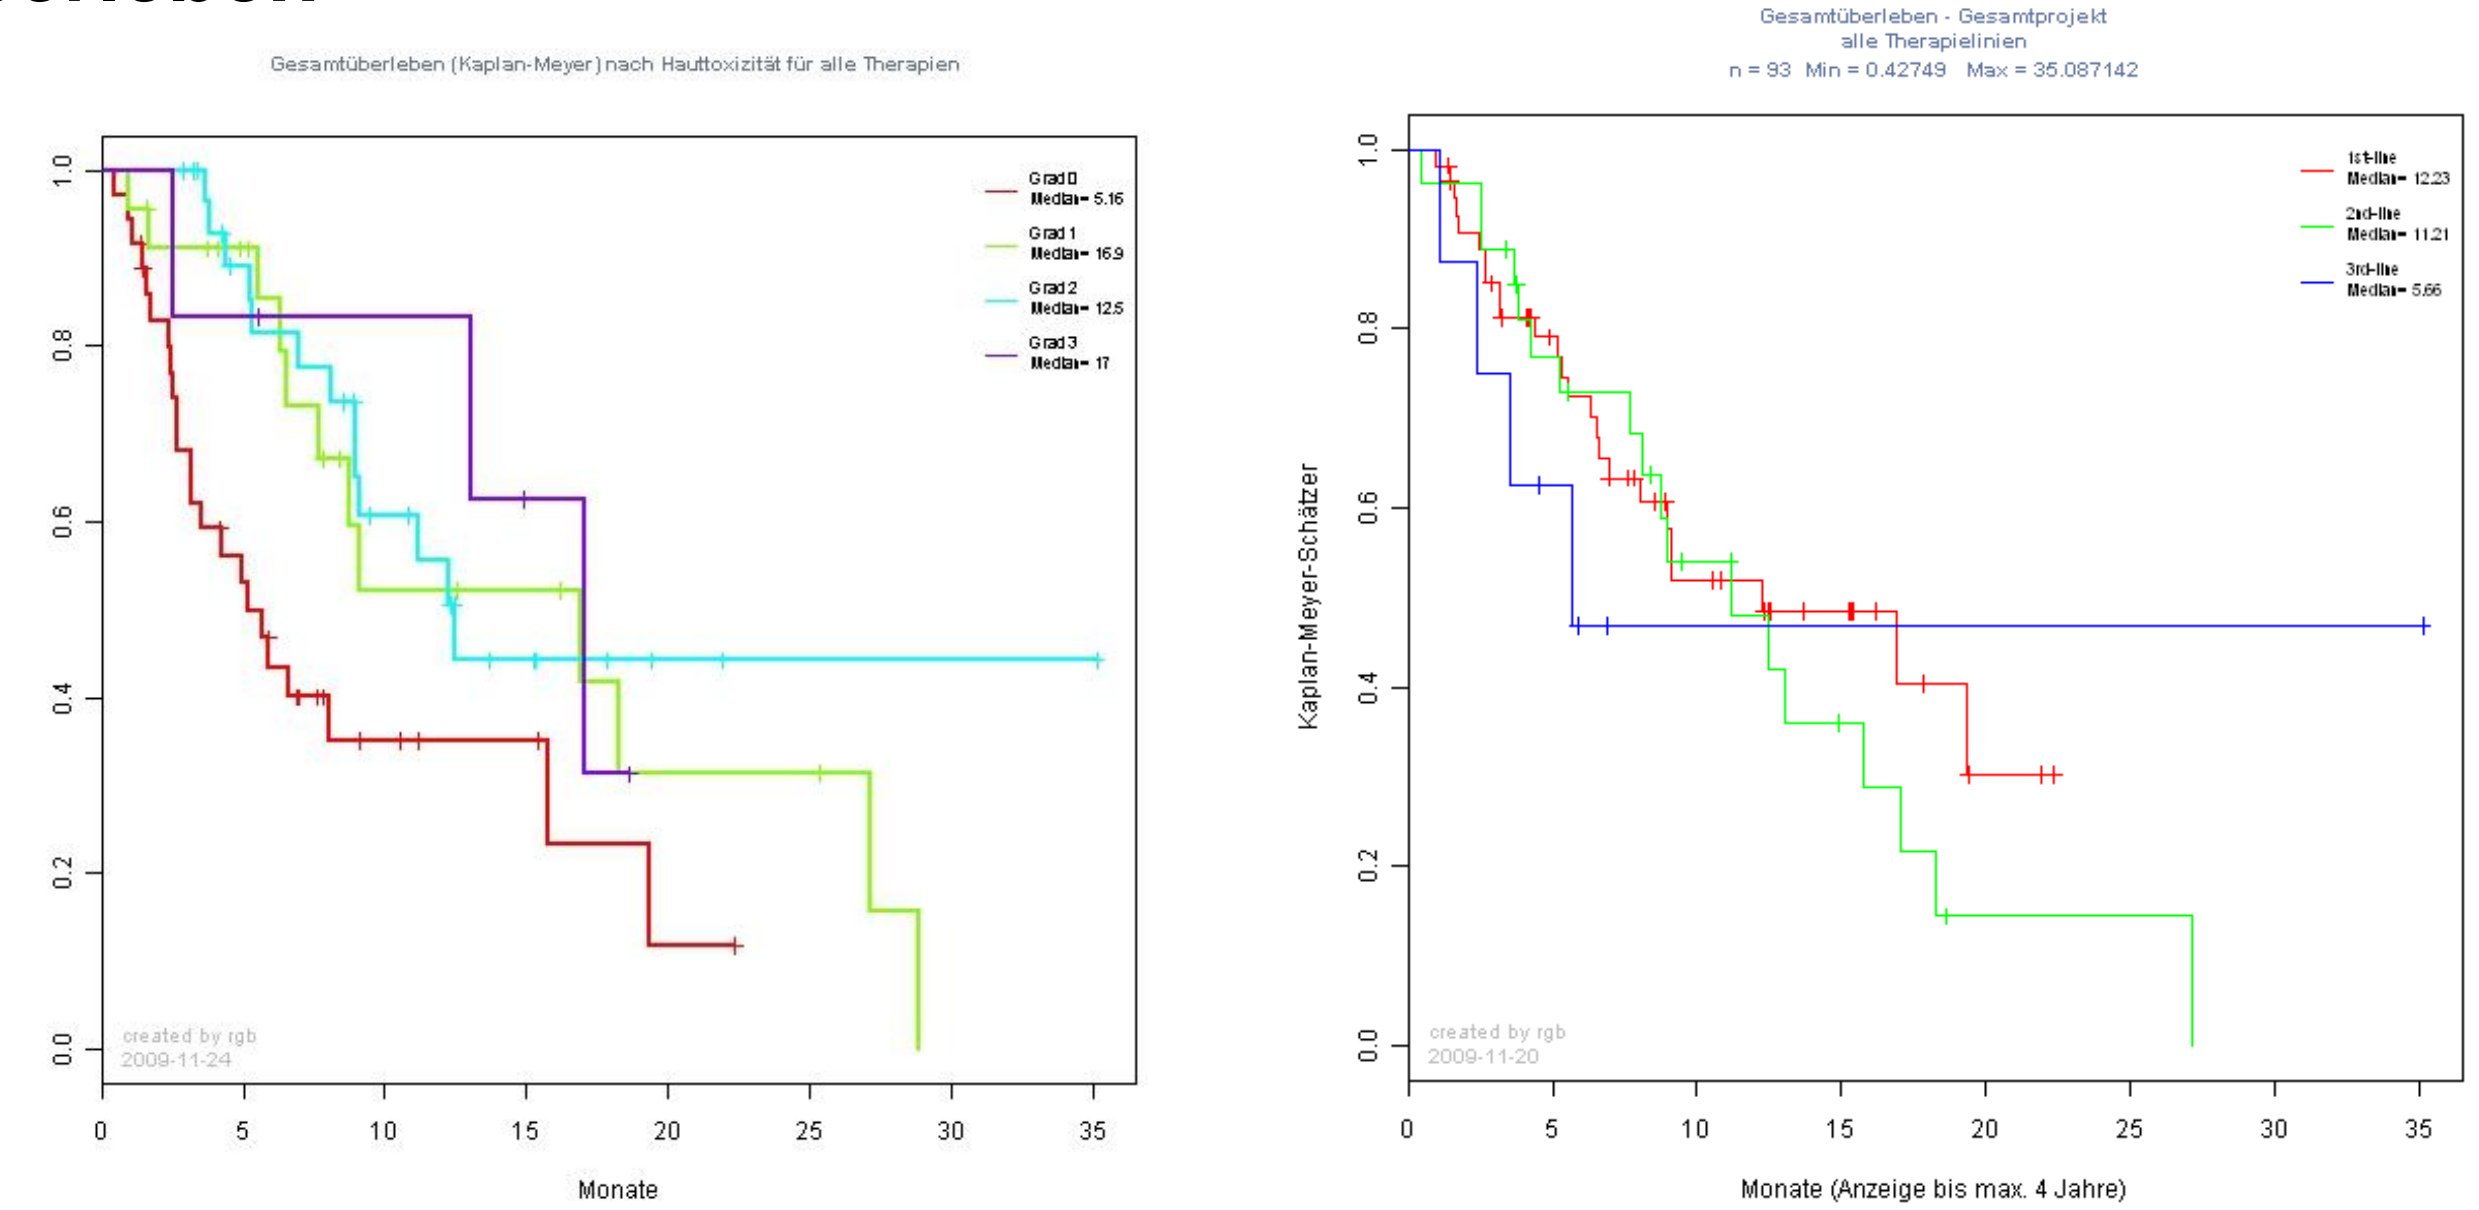 Gesamtüberleben (Kaplan-Meyer) nach Hauttoxizität für alle Therapien
1.0
0.8
0.6
0.4
0.2
0.0
Grad 0
Median= 5.16
Grad 1
Median= 16.9
Grad 2
Median= 12.5
Grad 3
Median= 17
created by rgb
2009-11-24
0 5 10 15 20 25 30 35
Monate
Gesamtüberleben - Gesamtprojekt
alle Therapielinien
n = 93 Min = 0.42749 Max = 35.087142
Kaplan-Meyer-Schätzer
1.0
0.8
0.6
0.4
0.2
0.0
1st-line
Median= 12.23
2nd-line
Median= 11.21
3rd-line
Median= 5.66
created by rgb
2009-11-20
0 5 10 15 20 25 30 35
Monate (Anzeige bis max. 4 Jahre)